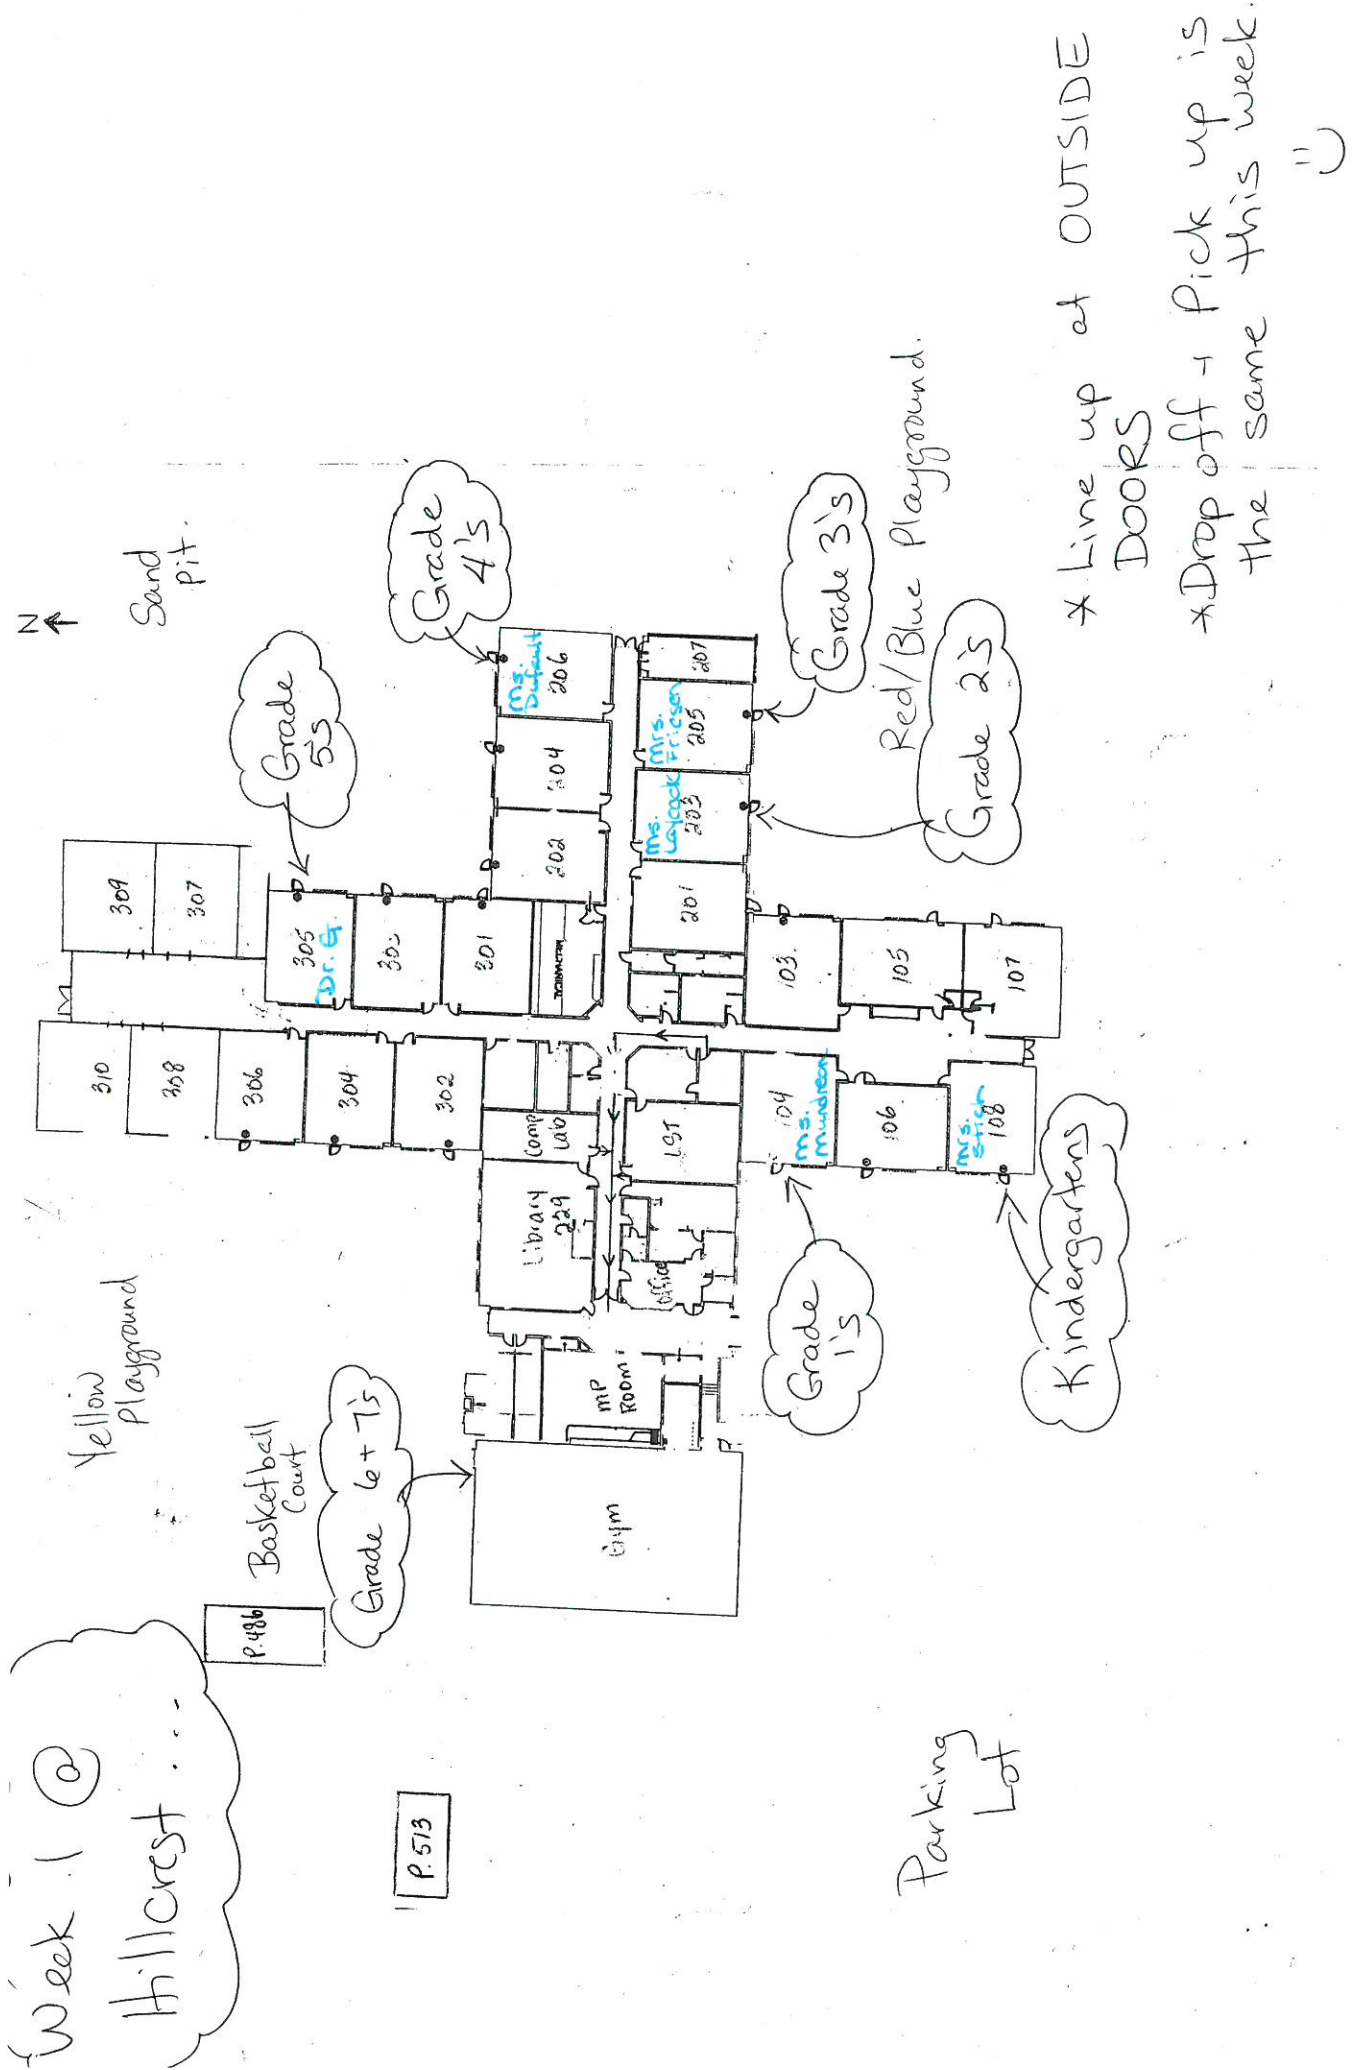 Week 1 @
Hillcrest ...
N
Sand
Pit.
Yellow
Playground
Basketball
Court
P.486
P.513
Grade 6+7's
Grade
5's
Grade
4's
309
307
310
308
306
304
302
305
Dr. G.
301
MECHANICAL
202
204
Ms.
206
Library
229
Comp
Lab
Gym
MP
ROOM
Office
LST
201
Ms.
Laycock
203
Mrs.
Friesen
205
207
Grade 3's
Red/Blue Playground.
Grade 2's
103.
105
107
104
Ms.
Mundreon
106
Mrs.
Stich
108
Grade
1's
Kindergartens
Parking
Lot
* Line up at OUTSIDE
DOORS
* Drop off + Pick up is
the same this week.